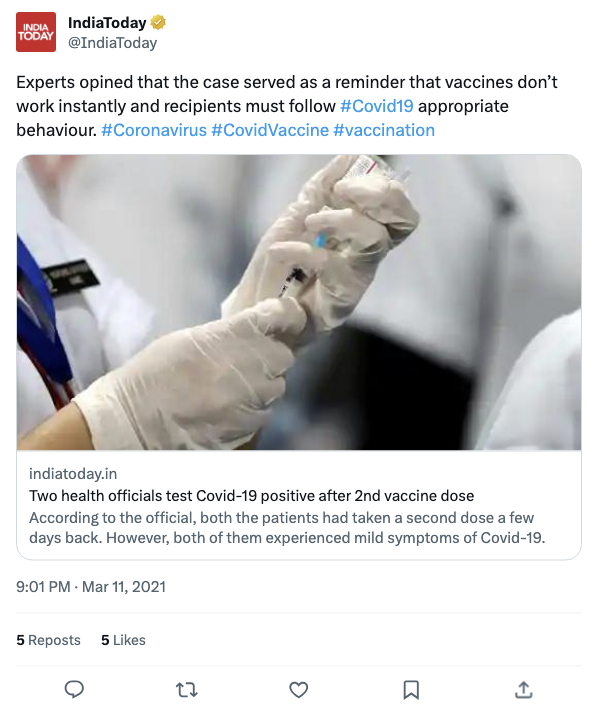 INDIA
TODAY
IndiaToday
@IndiaToday
Experts opined that the case served as a reminder that vaccines don’t
work instantly and recipients must follow #Covid19 appropriate
behaviour. #Coronavirus #CovidVaccine #vaccination
indiatoday.in
Two health officials test Covid-19 positive after 2nd vaccine dose
According to the official, both the patients had taken a second dose a few
days back. However, both of them experienced mild symptoms of Covid-19.
9:01 PM · Mar 11, 2021
5 Reposts 5 Likes